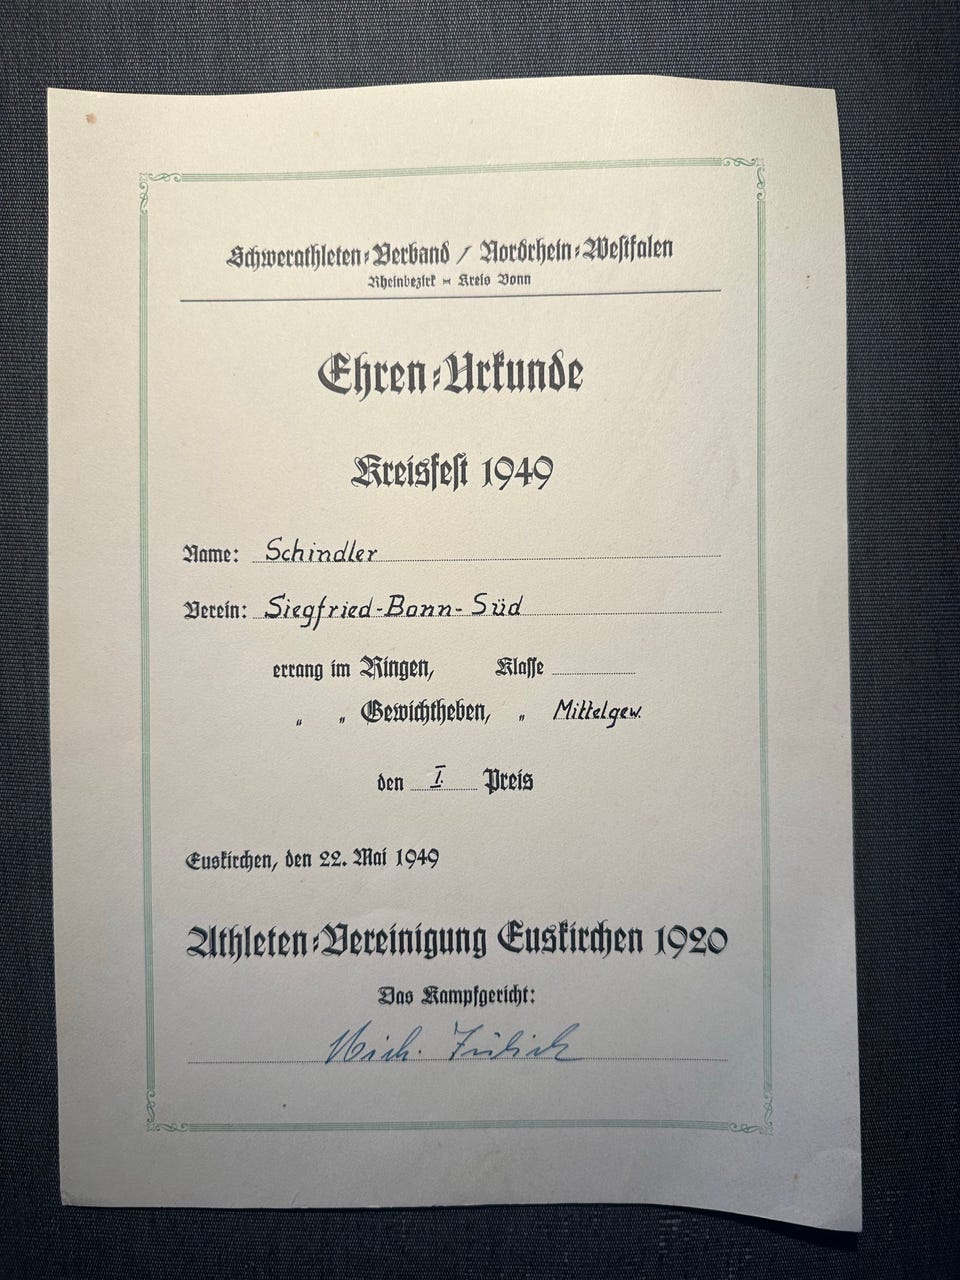 Schwerathleten-Verband / Nordrhein-Westfalen
Rheinbezirk - Kreis Bonn
Ehren-Urkunde
Kreisfest 1949
Name: Schindler
Verein: Siegfried-Bonn-Süd
errang im Ringen, Klasse
" " Gewichtheben, " Mittelgew.
den I. Preis
Euskirchen, den 22. Mai 1949
Athleten-Vereinigung Euskirchen 1920
Das Kampfgericht:
Mich.